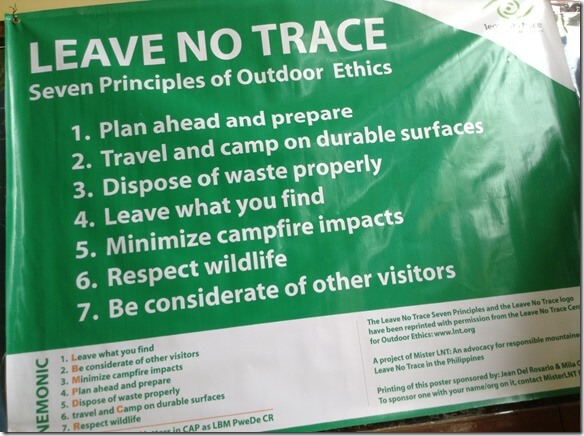 LEAVE NO TRACE
Seven Principles of Outdoor Ethics
1. Plan ahead and prepare
2. Travel and camp on durable surfaces
3. Dispose of waste properly
4. Leave what you find
5. Minimize campfire impacts
6. Respect wildlife
7. Be considerate of other visitors
NEMONIC
1. Leave what you find
2. Be considerate of other visitors
3. Minimize campfire impacts
4. Plan ahead and prepare
5. Dispose of waste properly
6. travel and Camp on durable surfaces
7. Respect wildlife
in CAP as LBM PweDe CR
The Leave No Trace Seven Principles and the Leave No Trace logo
have been reprinted with permission from the Leave No Trace Cen
for Outdoor Ethics: www.lnt.org
A project of Mister LNT: An advocacy for responsible mountain
Leave No Trace in the Philippines
Printing of this poster sponsored by: Jean Del Rosario & Mila C
To sponsor one with your name/org on it, contact MisterLNT